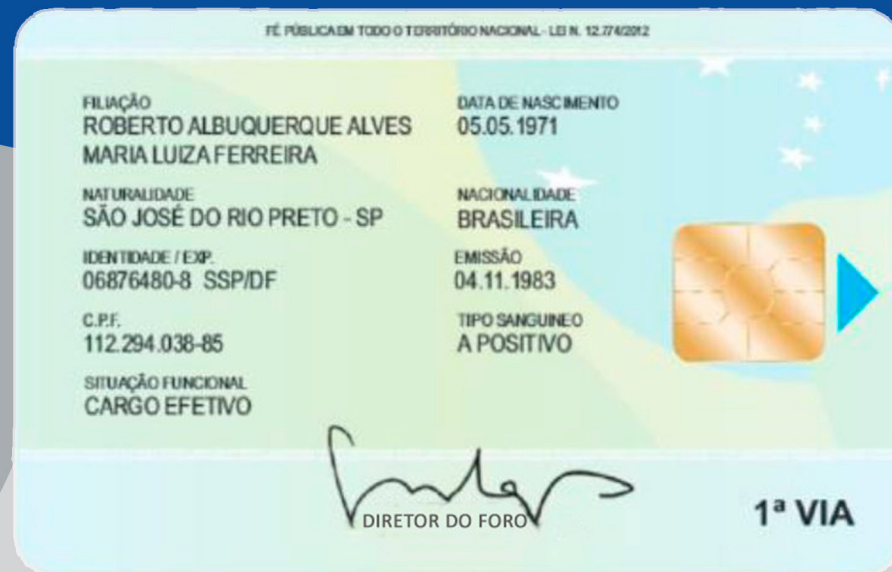 FÉ PÚBLICA EM TODO O TERRITÓRIO NACIONAL - LEI N. 12.774/2012
FILIAÇÃO
ROBERTO ALBUQUERQUE ALVES
MARIA LUIZA FERREIRA
DATA DE NASCIMENTO
05.05.1971
NATURALIDADE
SÃO JOSÉ DO RIO PRETO - SP
NACIONALIDADE
BRASILEIRA
IDENTIDADE / EXP.
06876480-8 SSP/DF
EMISSÃO
04.11.1983
C.P.F.
112.294.038-85
TIPO SANGUINEO
A POSITIVO
SITUAÇÃO FUNCIONAL
CARGO EFETIVO
DIRETOR DO FORO
1ª VIA